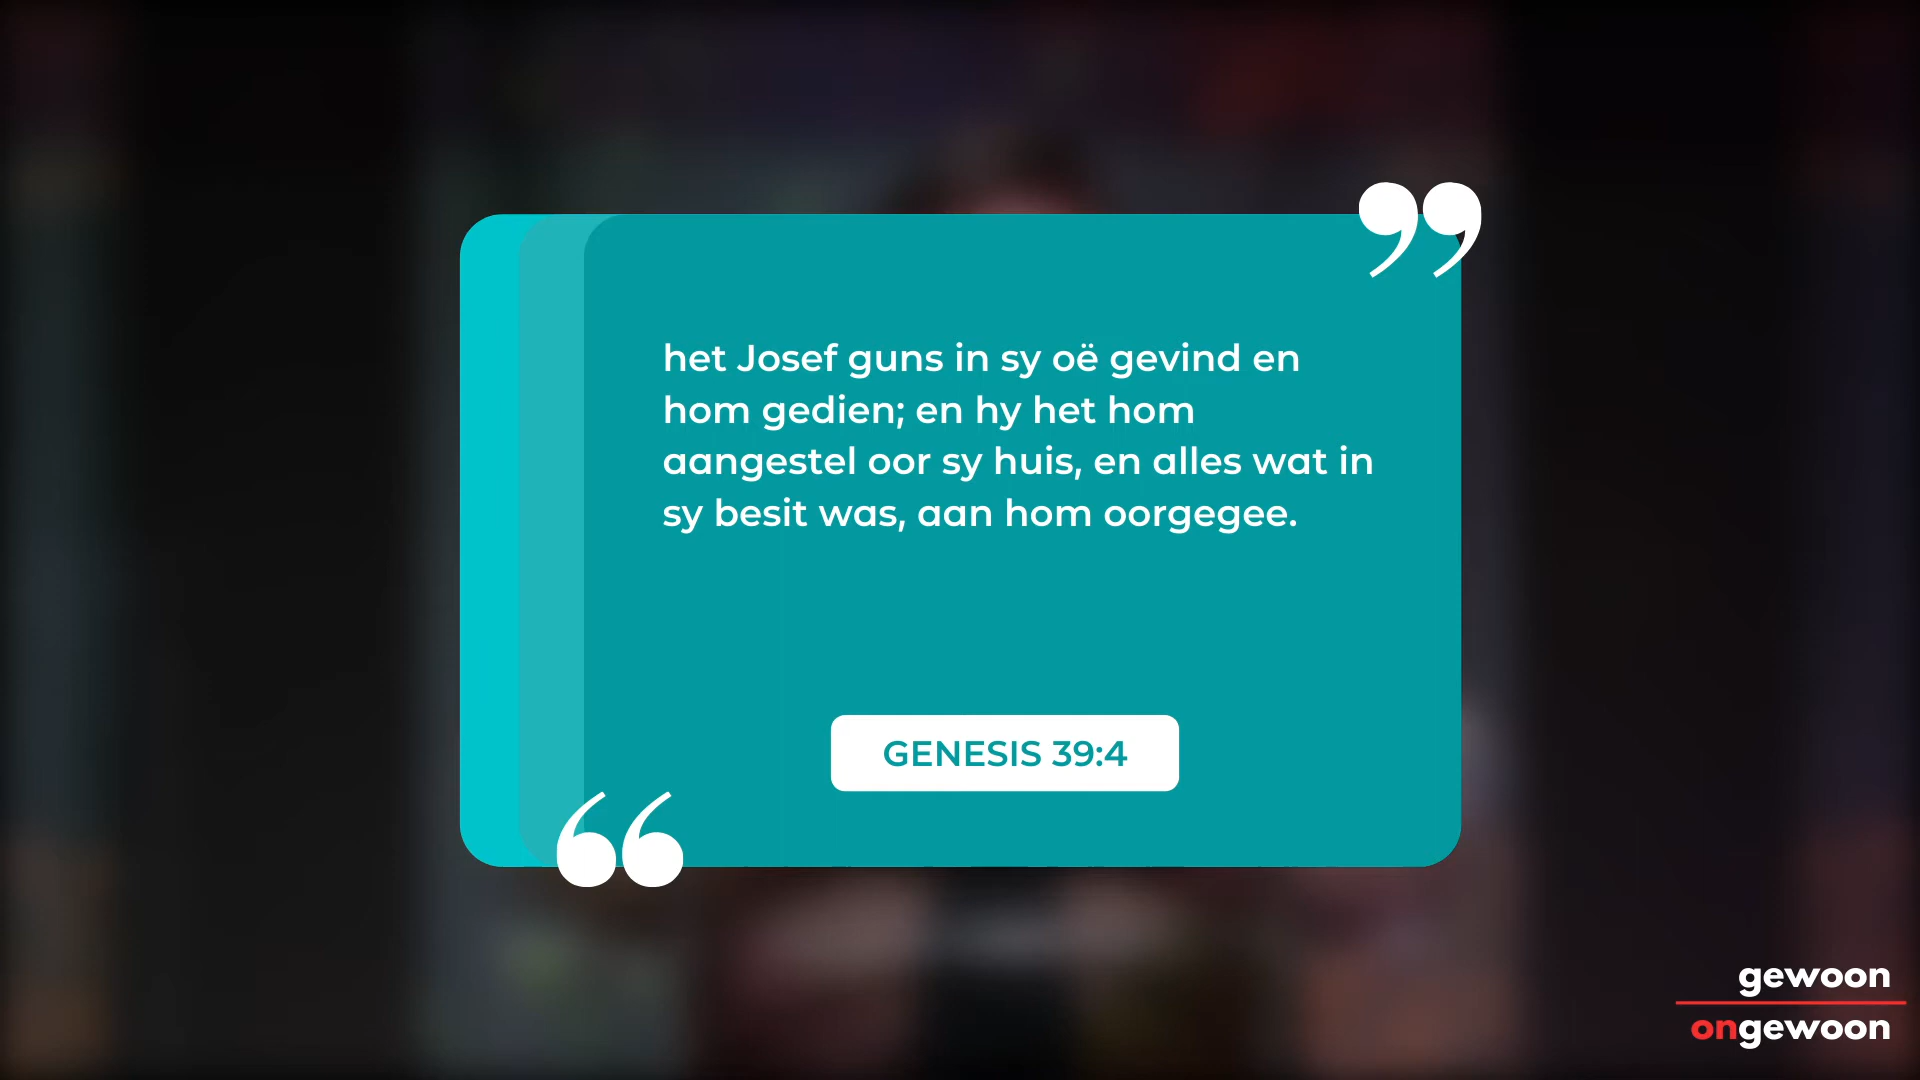 het Josef guns in sy oë gevind en
hom gedien; en hy het hom
aangestel oor sy huis, en alles wat in
sy besit was, aan hom oorgegee.
GENESIS 39:4
gewoon
ongewoon